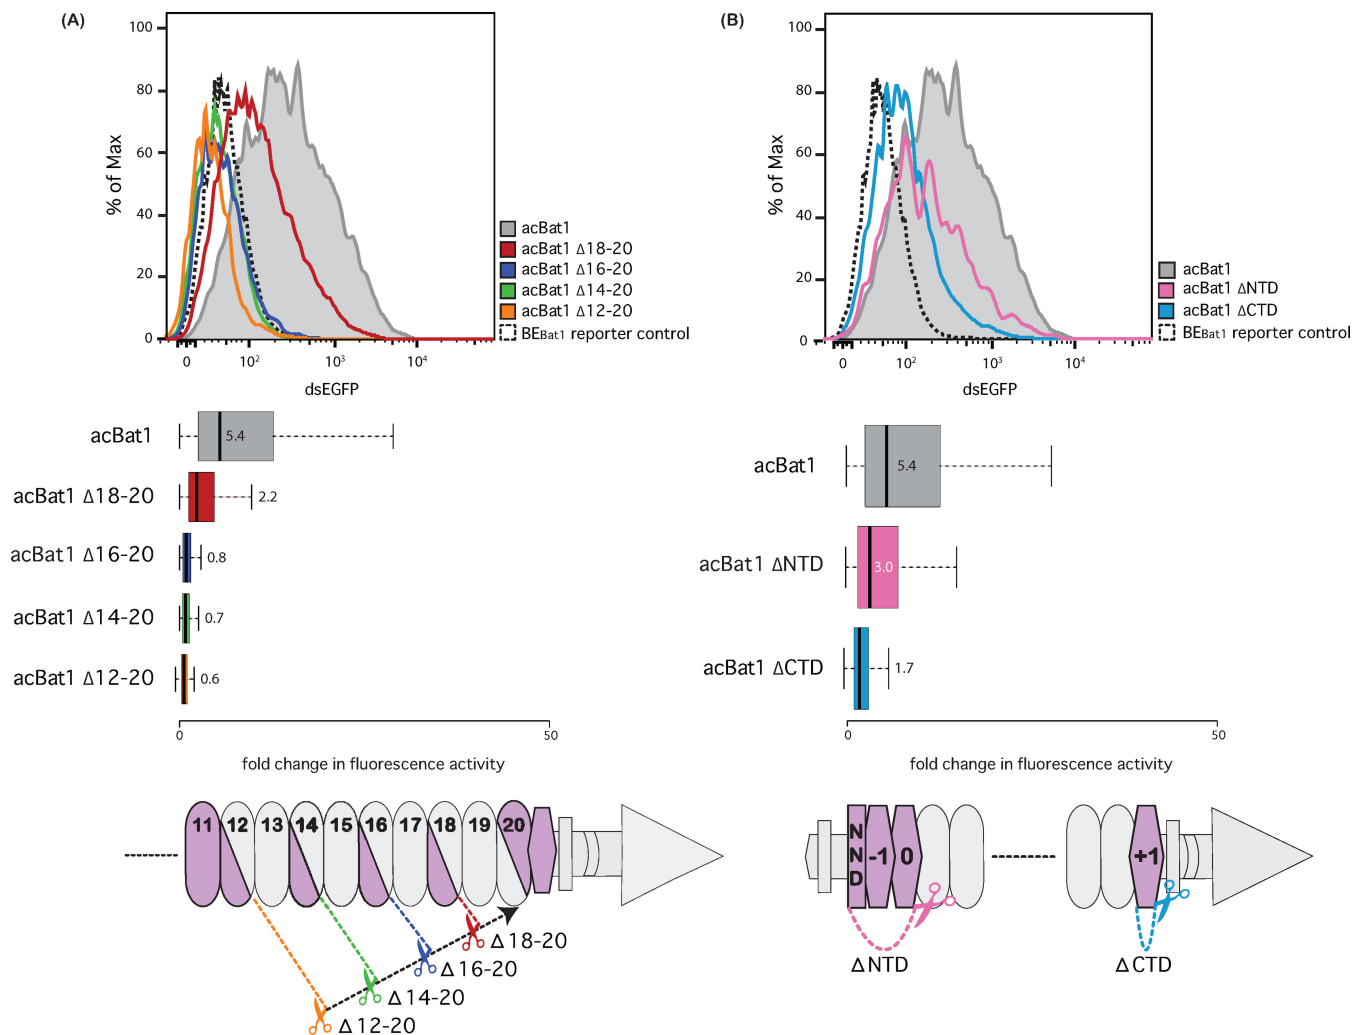 (A)
100
80
60
40
20
0
% of Max
0 10² 10³ 10⁴
dsEGFP
acBat1
acBat1 Δ18-20
acBat1 Δ16-20
acBat1 Δ14-20
acBat1 Δ12-20
BEBat1 reporter control
acBat1 5.4
acBat1 Δ18-20 2.2
acBat1 Δ16-20 0.8
acBat1 Δ14-20 0.7
acBat1 Δ12-20 0.6
0 50
fold change in fluorescence activity
11 12 13 14 15 16 17 18 19 20
Δ18-20
Δ16-20
Δ14-20
Δ12-20
(B)
100
80
60
40
20
0
% of Max
0 10² 10³ 10⁴
dsEGFP
acBat1
acBat1 ΔNTD
acBat1 ΔCTD
BEBat1 reporter control
acBat1 5.4
acBat1 ΔNTD 3.0
acBat1 ΔCTD 1.7
0 50
fold change in fluorescence activity
N
N
D
-1 0
+1
ΔNTD
ΔCTD